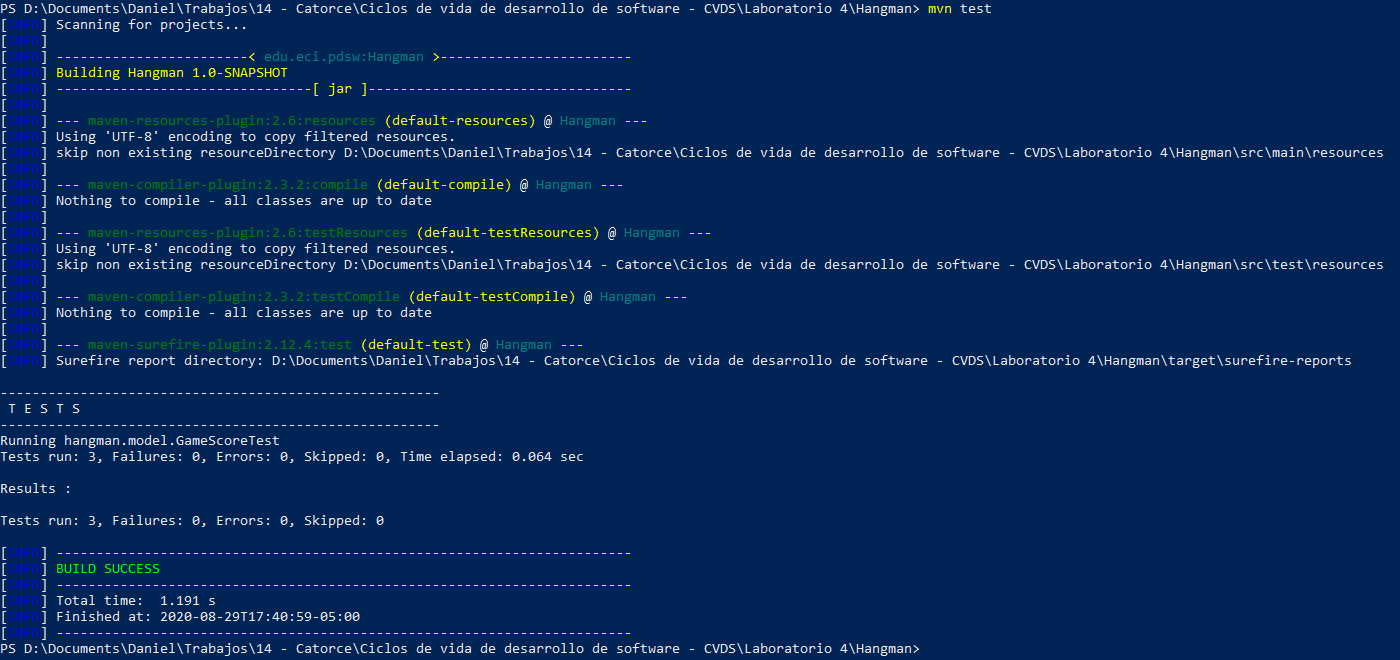 PS D:\Documents\Daniel\Trabajos\14 - Catorce\Ciclos de vida de desarrollo de software - CVDS\Laboratorio 4\Hangman> mvn test
[INFO] Scanning for projects...
[INFO]
[INFO] ------------------------< edu.eci.pdsw:Hangman >------------------------
[INFO] Building Hangman 1.0-SNAPSHOT
[INFO] --------------------------------[ jar ]---------------------------------
[INFO]
[INFO] --- maven-resources-plugin:2.6:resources (default-resources) @ Hangman ---
[INFO] Using 'UTF-8' encoding to copy filtered resources.
[INFO] skip non existing resourceDirectory D:\Documents\Daniel\Trabajos\14 - Catorce\Ciclos de vida de desarrollo de software - CVDS\Laboratorio 4\Hangman\src\main\resources
[INFO]
[INFO] --- maven-compiler-plugin:2.3.2:compile (default-compile) @ Hangman ---
[INFO] Nothing to compile - all classes are up to date
[INFO]
[INFO] --- maven-resources-plugin:2.6:testResources (default-testResources) @ Hangman ---
[INFO] Using 'UTF-8' encoding to copy filtered resources.
[INFO] skip non existing resourceDirectory D:\Documents\Daniel\Trabajos\14 - Catorce\Ciclos de vida de desarrollo de software - CVDS\Laboratorio 4\Hangman\src\test\resources
[INFO]
[INFO] --- maven-compiler-plugin:2.3.2:testCompile (default-testCompile) @ Hangman ---
[INFO] Nothing to compile - all classes are up to date
[INFO]
[INFO] --- maven-surefire-plugin:2.12.4:test (default-test) @ Hangman ---
[INFO] Surefire report directory: D:\Documents\Daniel\Trabajos\14 - Catorce\Ciclos de vida de desarrollo de software - CVDS\Laboratorio 4\Hangman\target\surefire-reports
-------------------------------------------------------
T E S T S
-------------------------------------------------------
Running hangman.model.GameScoreTest
Tests run: 3, Failures: 0, Errors: 0, Skipped: 0, Time elapsed: 0.064 sec
Results :
Tests run: 3, Failures: 0, Errors: 0, Skipped: 0
[INFO] ------------------------------------------------------------------------
[INFO] BUILD SUCCESS
[INFO] ------------------------------------------------------------------------
[INFO] Total time:  1.191 s
[INFO] Finished at: 2020-08-29T17:40:59-05:00
[INFO] ------------------------------------------------------------------------
PS D:\Documents\Daniel\Trabajos\14 - Catorce\Ciclos de vida de desarrollo de software - CVDS\Laboratorio 4\Hangman>